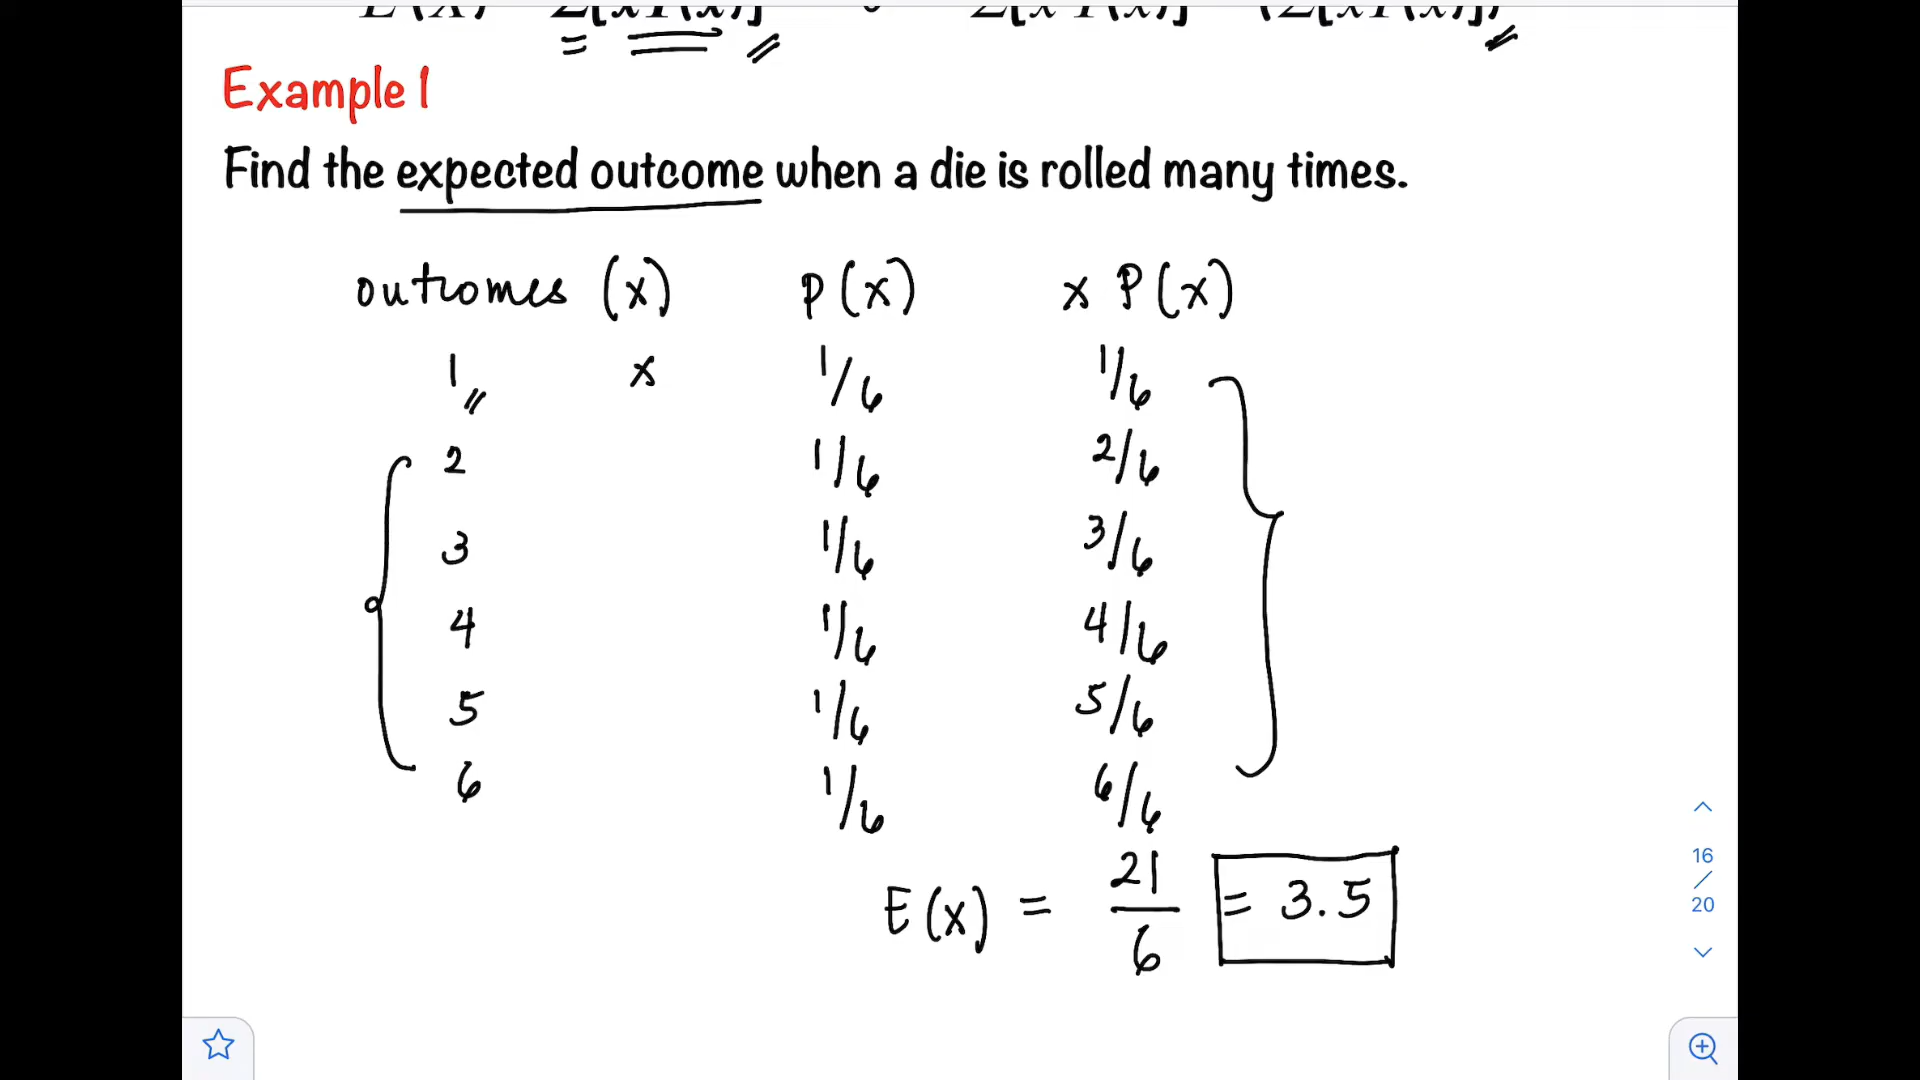 Example 1
Find the expected outcome when a die is rolled many times.
outcomes (x) P(x) x P(x)
1 x 1/6 1/6
2 1/6 2/6
3 1/6 3/6
4 1/6 4/6
5 1/6 5/6
6 1/6 6/6
E(x) = 21/6 = 3.5
16
/
20